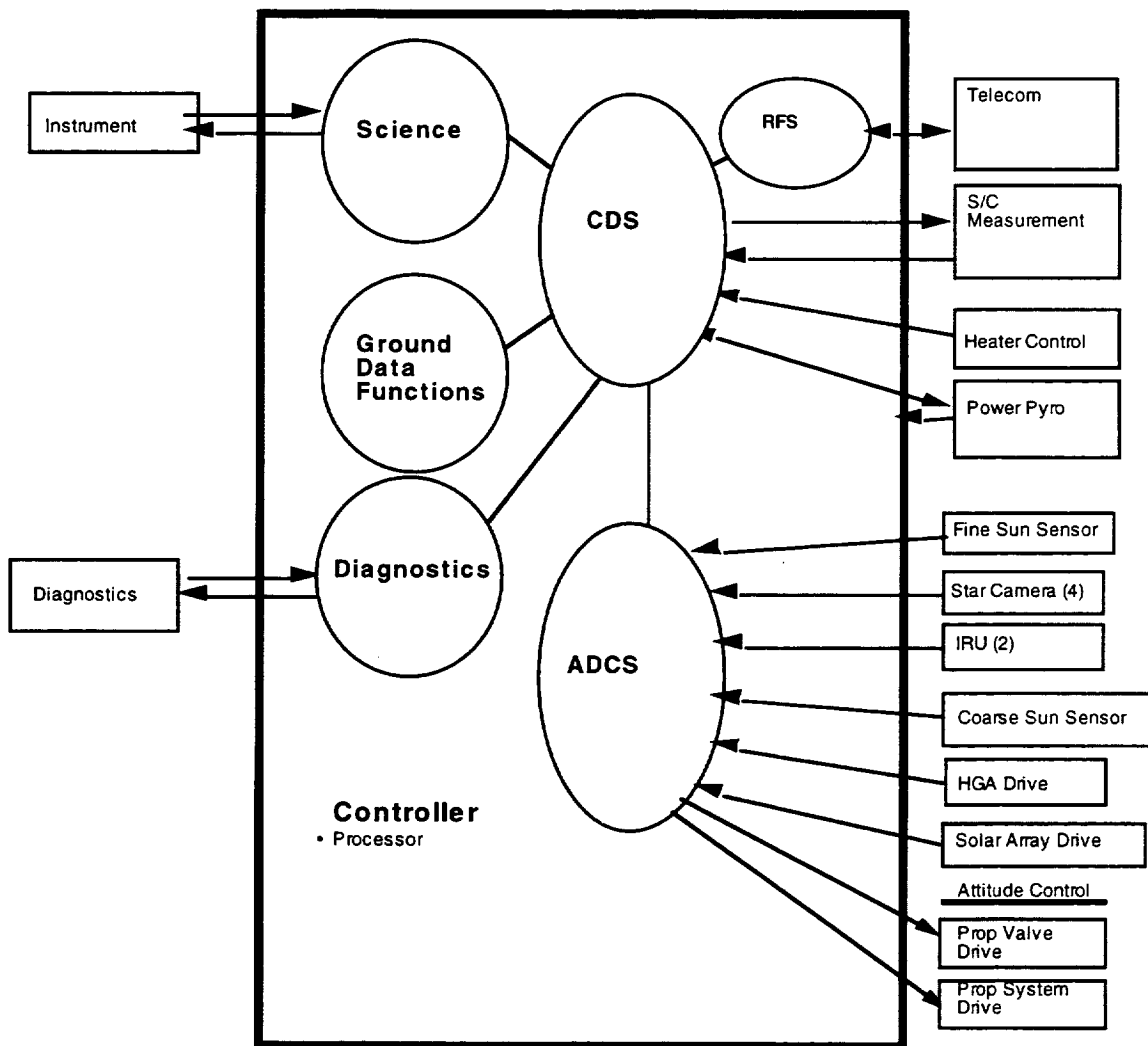 Instrument
Science
RFS
Telecom
CDS
S/C
Measurement
Ground
Data
Functions
Heater Control
Power Pyro
Diagnostics
Diagnostics
Fine Sun Sensor
Star Camera (4)
IRU (2)
ADCS
Coarse Sun Sensor
HGA Drive
Controller
• Processor
Solar Array Drive
Attitude Control
Prop Valve
Drive
Prop System
Drive